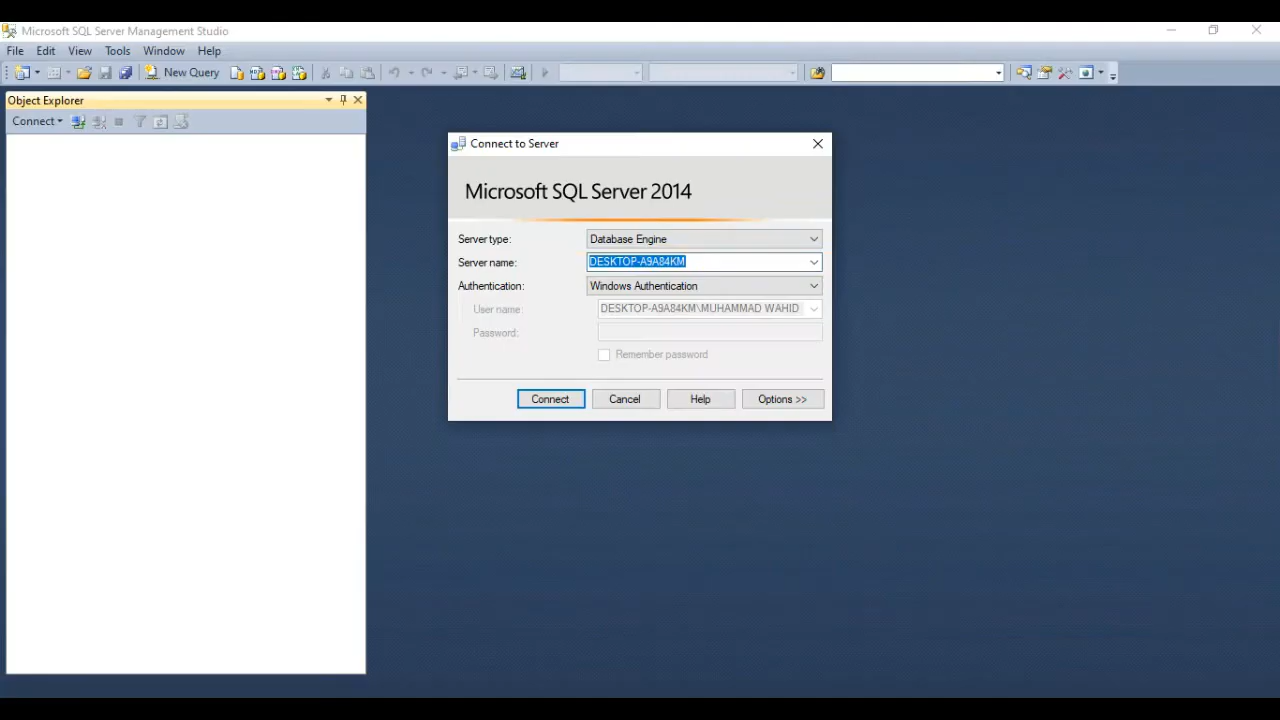 Microsoft SQL Server Management Studio
File Edit View Tools Window Help
New Query
Object Explorer
Connect
Connect to Server
Microsoft SQL Server 2014
Server type: Database Engine
Server name: DESKTOP-A9A84KM
Authentication: Windows Authentication
User name: DESKTOP-A9A84KM\MUHAMMAD WAHID
Password:
Remember password
Connect Cancel Help Options >>